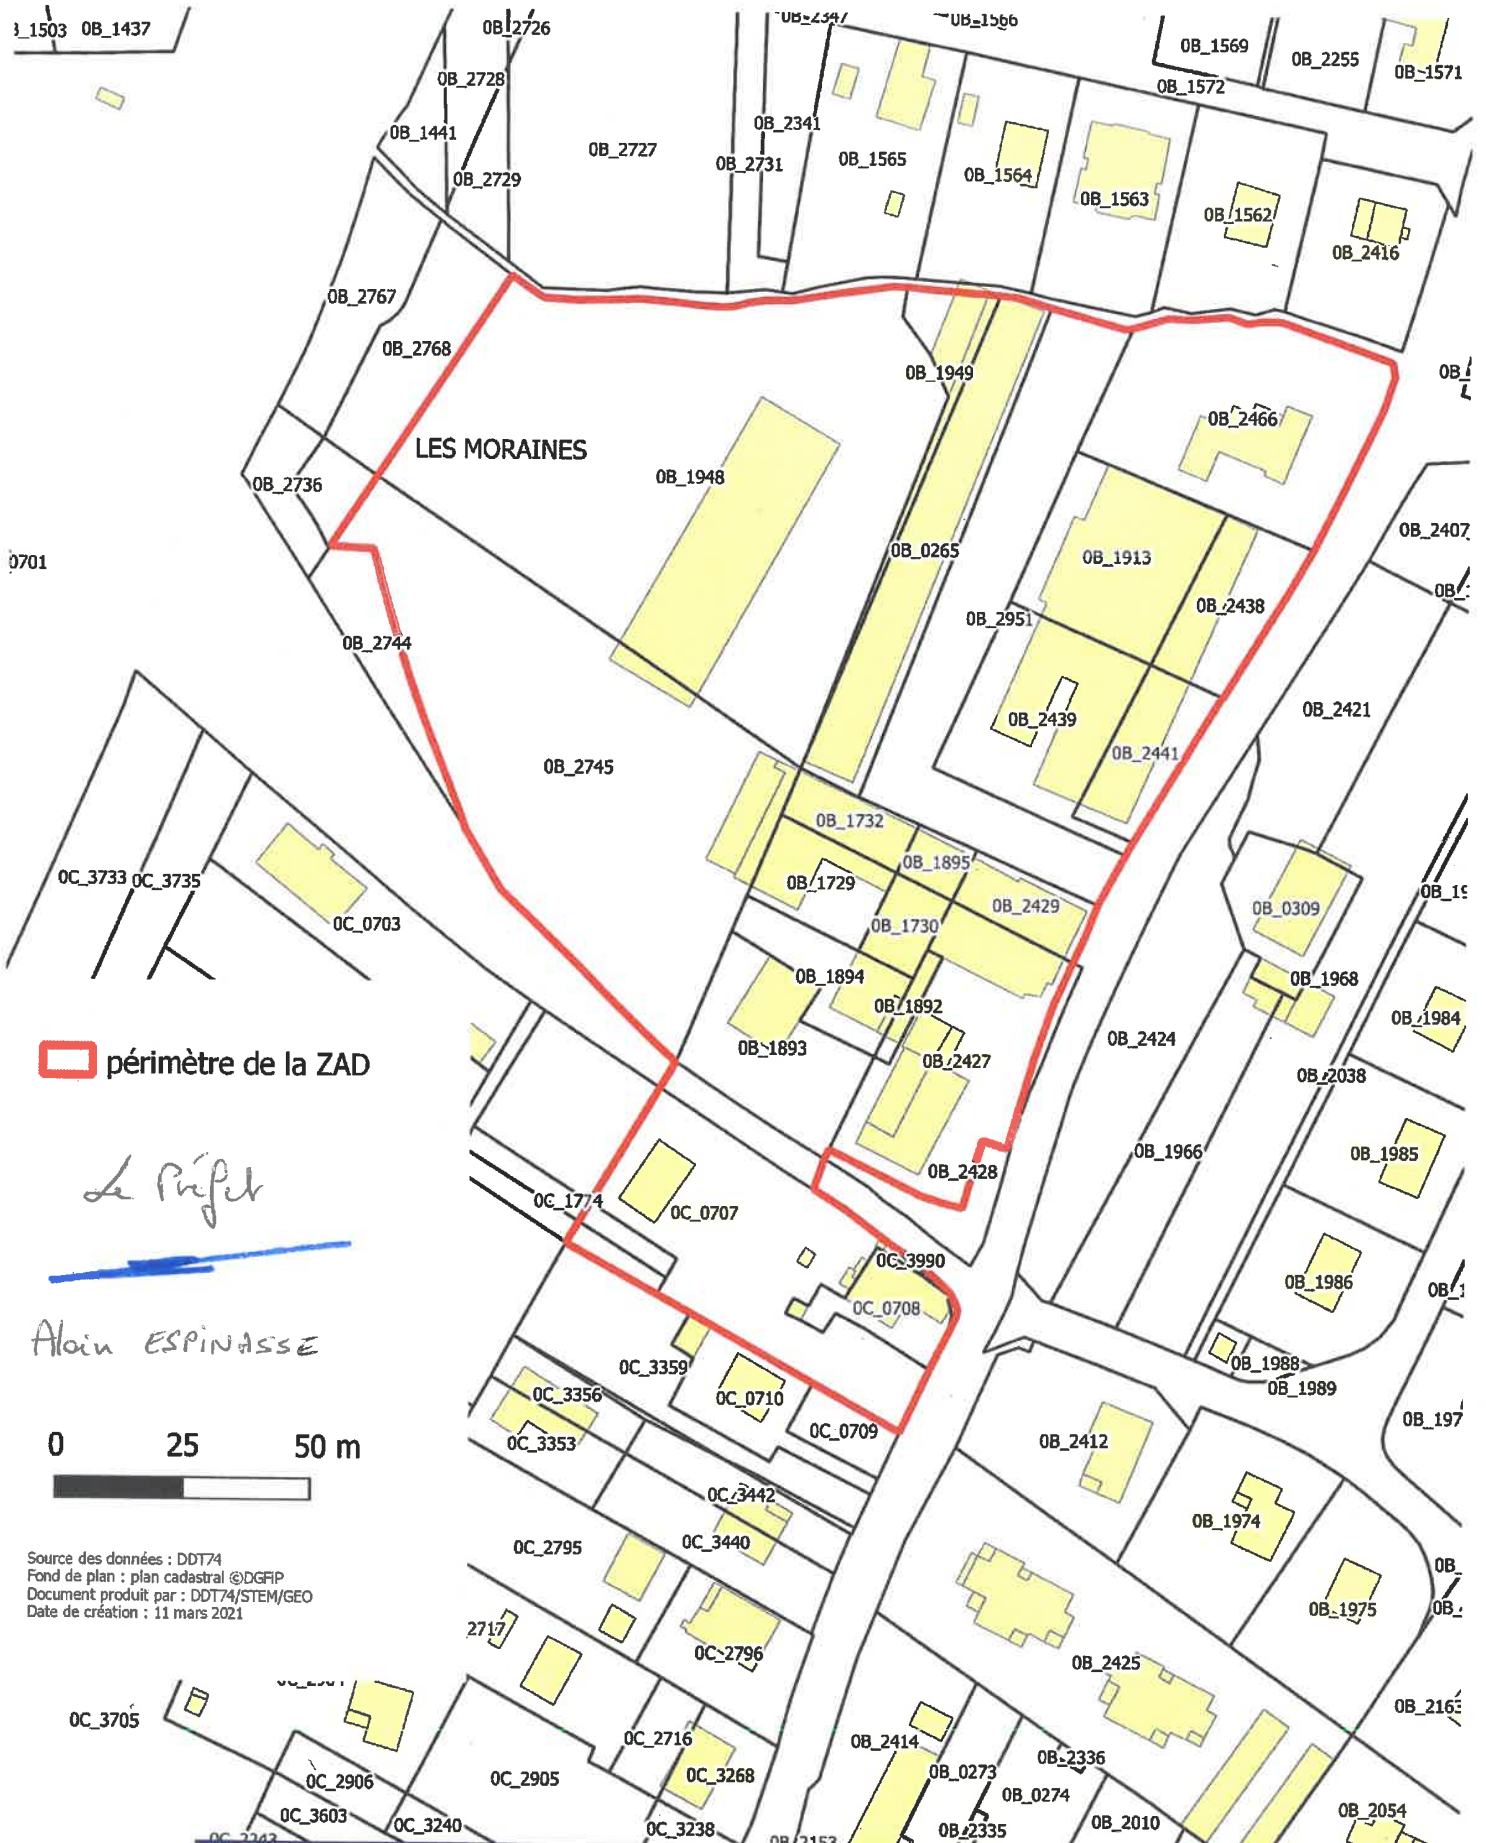 0B_1437
0B_2726
0B_2347
0B_1566
0B_1569
0B_2255
0B_1571
0B_1572
0B_2728
0B_1441
0B_2729
0B_2727
0B_2341
0B_2731
0B_1565
0B_1564
0B_1563
0B_1562
0B_2416
0B_2767
0B_2768
0B_1949
0B_2466
LES MORAINES
0B_1948
0B_2736
0B_2407
0701
0B_0265
0B_1913
0B_2438
0B_2951
0B_2744
0B_2439
0B_2421
0B_2441
0B_2745
0B_1732
0B_1895
0C_3733
0C_3735
0B_1729
0B_2429
0B_0309
0C_0703
0B_1730
0B_1894
0B_1968
0B_1892
0B_1984
0B_1893
0B_2427
0B_2424
0B_2038
périmètre de la ZAD
0B_1966
0B_1985
0B_2428
Le Préfet
0C_1774
0C_0707
0C_3990
0B_1986
0C_0708
Alain ESPINASSE
0C_3359
0B_1988
0B_1989
0C_3356
0C_0710
0C_0709
0C_3353
0B_2412
0B_197
0 25 50 m
0C_3442
0C_3440
0B_1974
0C_2795
Source des données : DDT74
Fond de plan : plan cadastral ©DGFiP
Document produit par : DDT74/STEM/GEO
Date de création : 11 mars 2021
0B_1975
2717
0C_2796
0B_2425
0B_2163
0C_3705
0C_2716
0B_2414
0B_2336
0C_2906
0C_2905
0C_3268
0B_0273
0B_0274
0C_3603
0C_3240
0C_3238
0B_2335
0B_2010
0B_2054